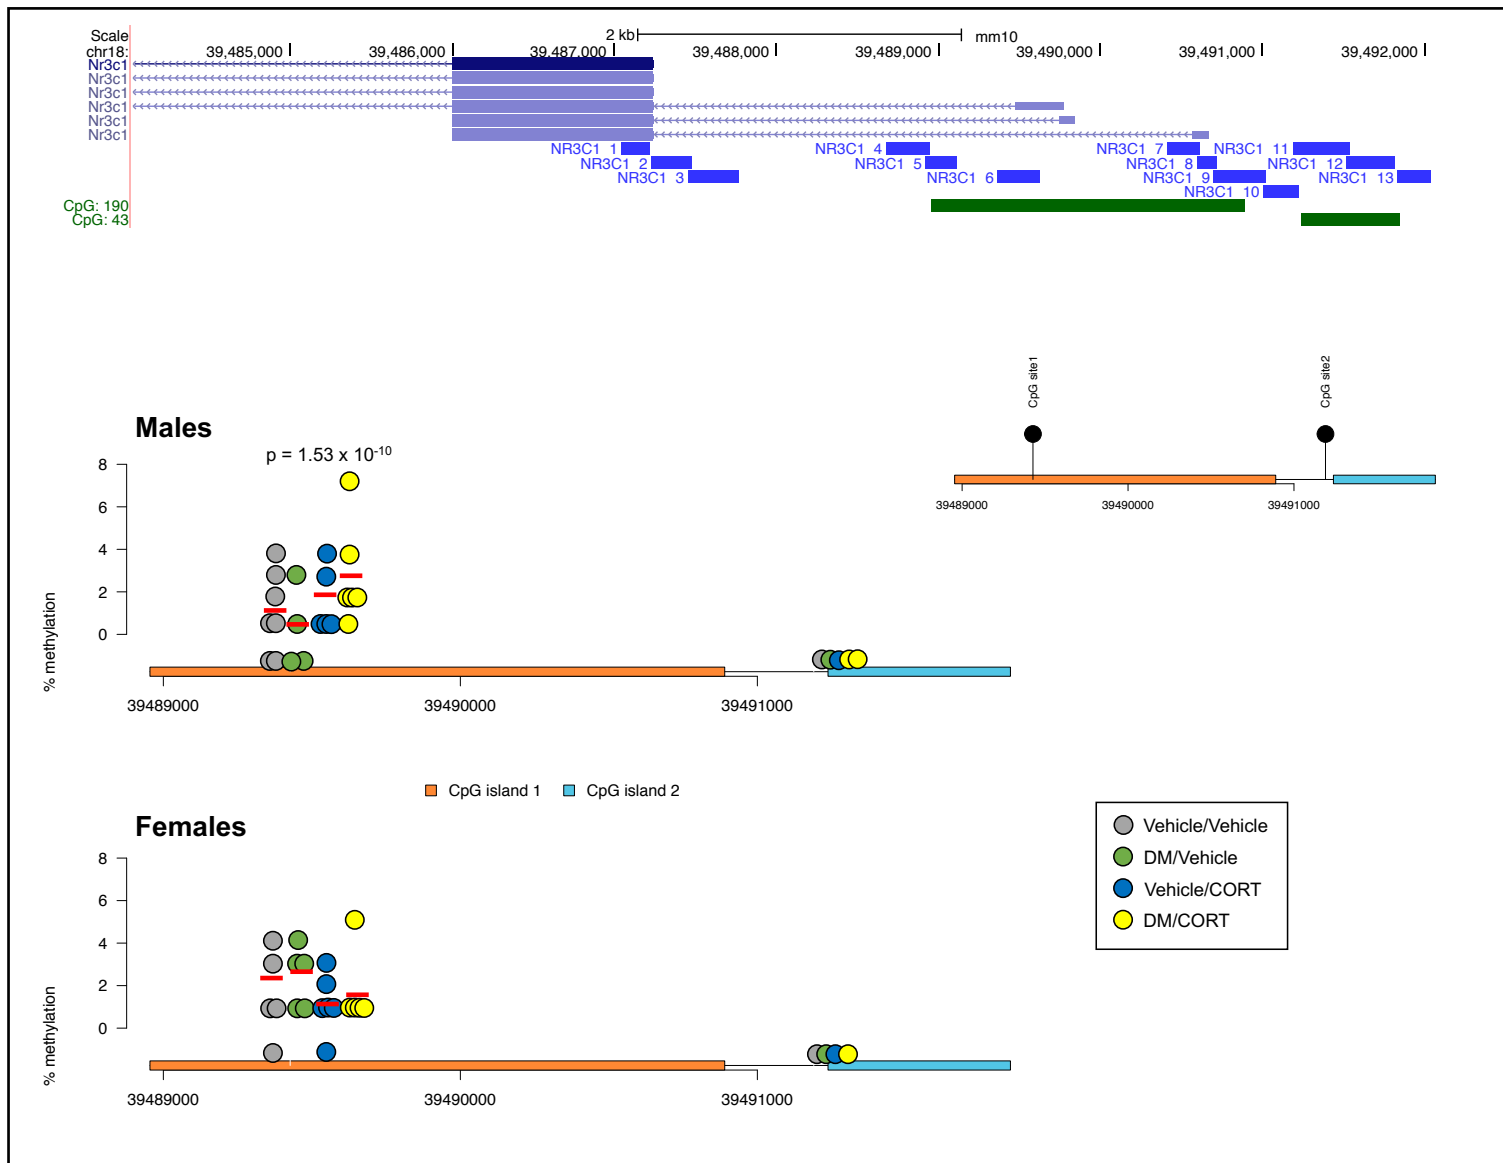 Scale 2 kb mm10
chr18: 39,485,000 39,486,000 39,487,000 39,488,000 39,489,000 39,490,000 39,491,000 39,492,000
Nr3c1
Nr3c1
Nr3c1
Nr3c1
Nr3c1
Nr3c1
NR3C1_1 NR3C1_4 NR3C1_7 NR3C1_11
NR3C1_2 NR3C1_5 NR3C1_8 NR3C1_12
NR3C1_3 NR3C1_6 NR3C1_9 NR3C1_13
NR3C1_10
CpG: 190
CpG: 43
CpG site1 CpG site2
39489000 39490000 39491000
Males
p = 1.53 x 10-10
8
6
4
2
0
% methylation
39489000 39490000 39491000
CpG island 1 CpG island 2
Females
8
6
4
2
0
% methylation
39489000 39490000 39491000
Vehicle/Vehicle
DM/Vehicle
Vehicle/CORT
DM/CORT